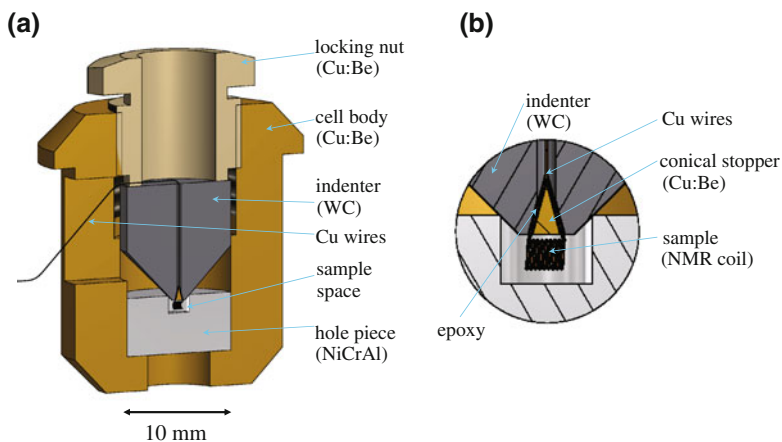 (a)
locking nut
(Cu:Be)
cell body
(Cu:Be)
indenter
(WC)
Cu wires
sample
space
hole piece
(NiCrAl)
10 mm
(b)
indenter
(WC)
Cu wires
conical stopper
(Cu:Be)
sample
(NMR coil)
epoxy